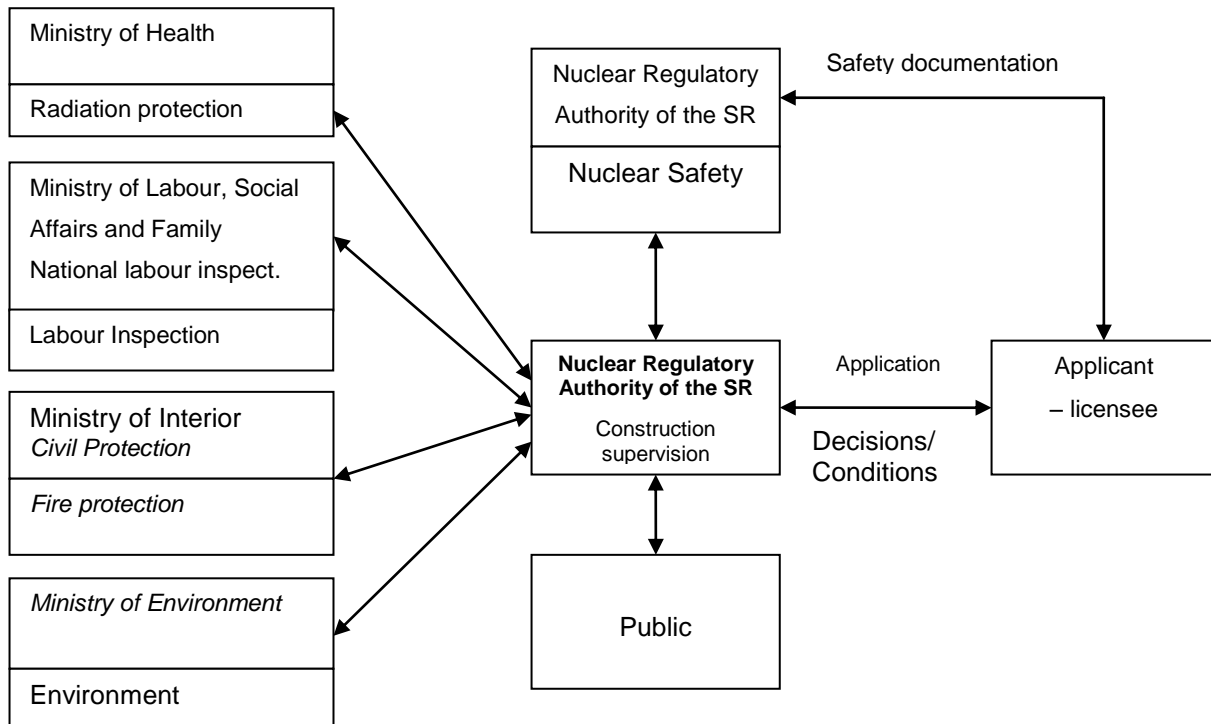 Ministry of Health
Radiation protection
Ministry of Labour, Social
Affairs and Family
National labour inspect.
Labour Inspection
Ministry of Interior
Civil Protection
Fire protection
Ministry of Environment
Environment
Nuclear Regulatory
Authority of the SR
Nuclear Safety
Safety documentation
Nuclear Regulatory
Authority of the SR
Construction
supervision
Application
Decisions/
Conditions
Applicant
– licensee
Public